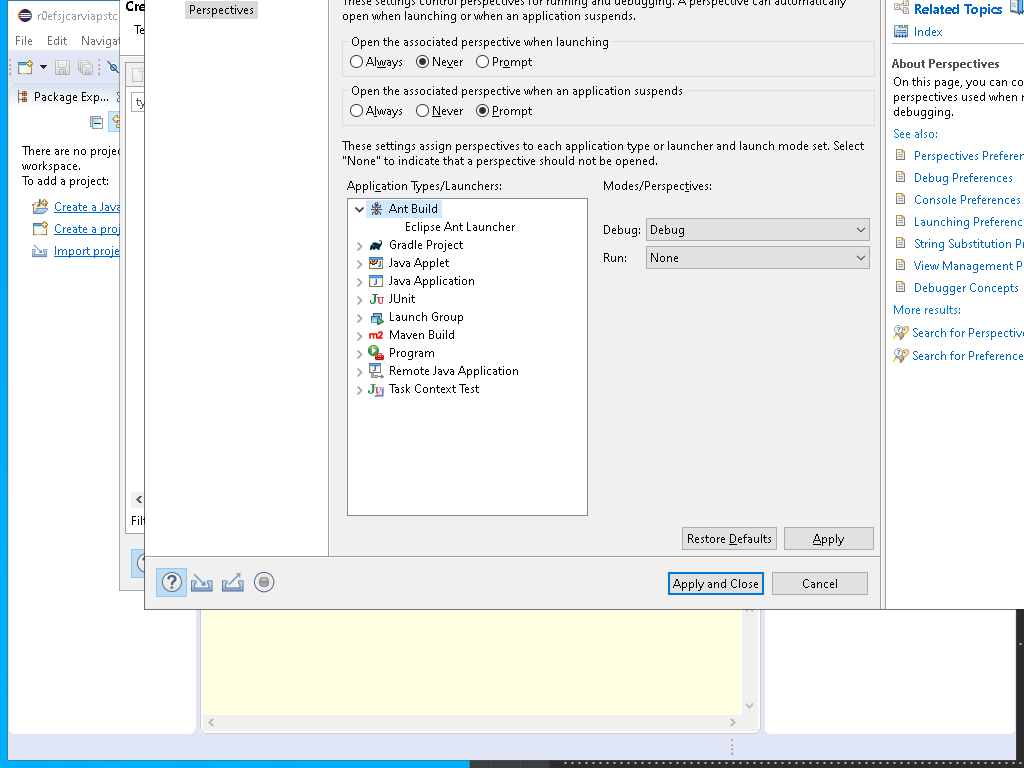 r0efsjcarviapstc
File Edit Navigat
Package Exp...
There are no proje
workspace.
To add a project:
Create a Java
Create a proj
Import proje
Cre
Te
ty
Filt
Perspectives
These settings control perspectives for running and debugging. A perspective can automatically
open when launching or when an application suspends.
Open the associated perspective when launching
Always Never Prompt
Open the associated perspective when an application suspends
Always Never Prompt
These settings assign perspectives to each application type or launcher and launch mode set. Select
"None" to indicate that a perspective should not be opened.
Application Types/Launchers:
Ant Build
Eclipse Ant Launcher
Gradle Project
Java Applet
Java Application
JUnit
Launch Group
Maven Build
Program
Remote Java Application
Task Context Test
Modes/Perspectives:
Debug: Debug
Run: None
Restore Defaults Apply
Apply and Close Cancel
Related Topics
Index
About Perspectives
On this page, you can co
perspectives used when r
debugging.
See also:
Perspectives Preferen
Debug Preferences
Console Preferences
Launching Preferenc
String Substitution Pr
View Management P
Debugger Concepts
More results:
Search for Perspective
Search for Preference